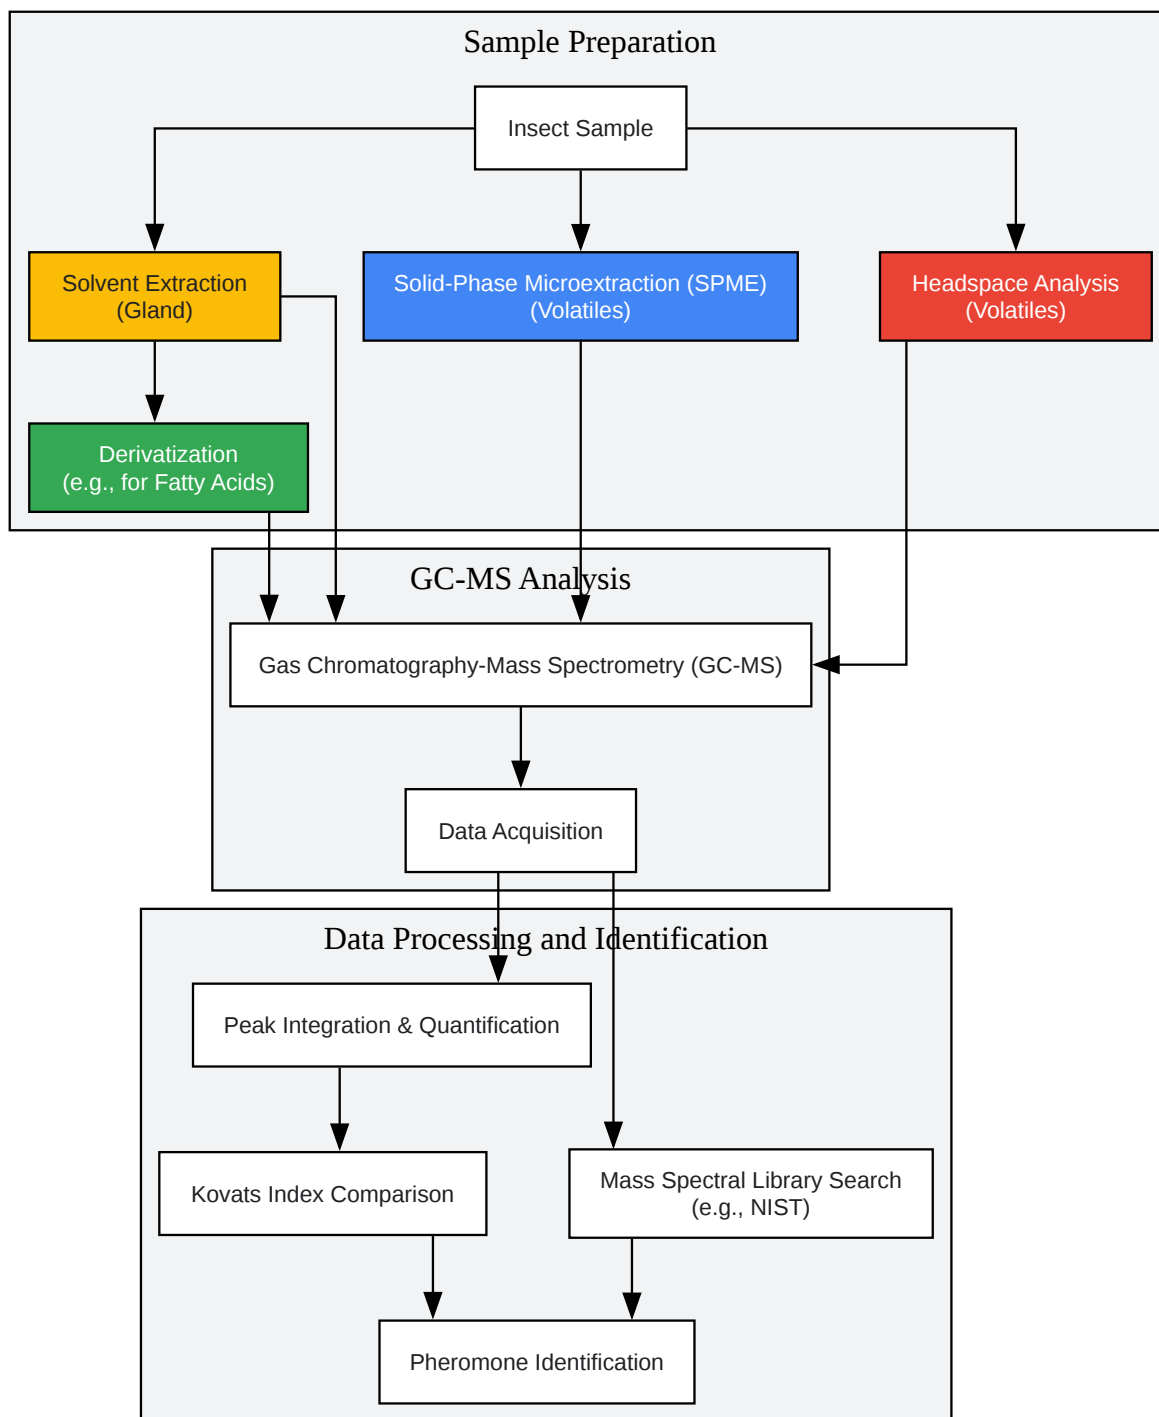 Sample Preparation
Insect Sample
Solvent Extraction
(Gland)
Solid-Phase Microextraction (SPME)
(Volatiles)
Headspace Analysis
(Volatiles)
Derivatization
(e.g., for Fatty Acids)
GC-MS Analysis
Gas Chromatography-Mass Spectrometry (GC-MS)
Data Acquisition
Data Processing and Identification
Peak Integration & Quantification
Kovats Index Comparison
Mass Spectral Library Search
(e.g., NIST)
Pheromone Identification